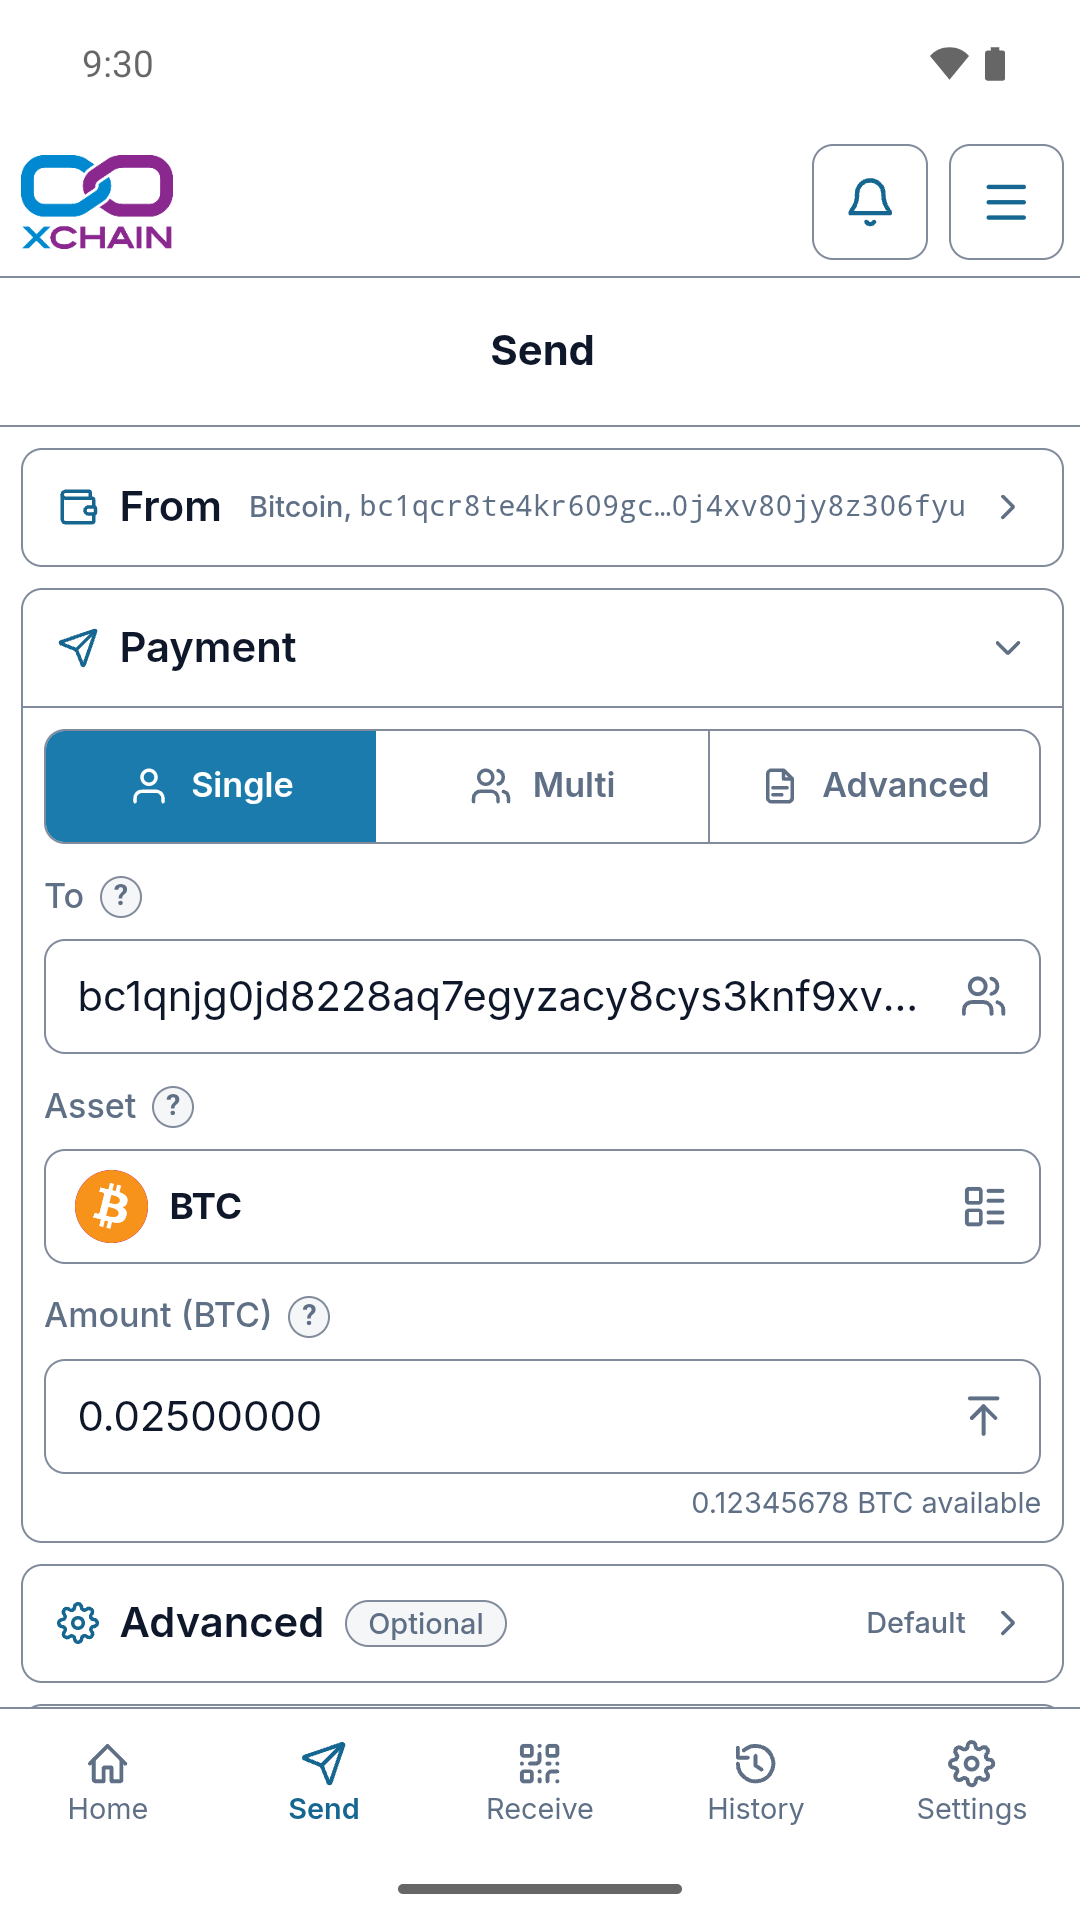 9:30
XCHAIN
Send
From Bitcoin, bc1qcr8te4kr609gc…0j4xv80jy8z306fyu
Payment
Single Multi Advanced
To ?
bc1qnjg0jd8228aq7egyzacy8cys3knf9xv...
Asset ?
BTC
Amount (BTC) ?
0.02500000
0.12345678 BTC available
Advanced Optional Default
Home Send Receive History Settings